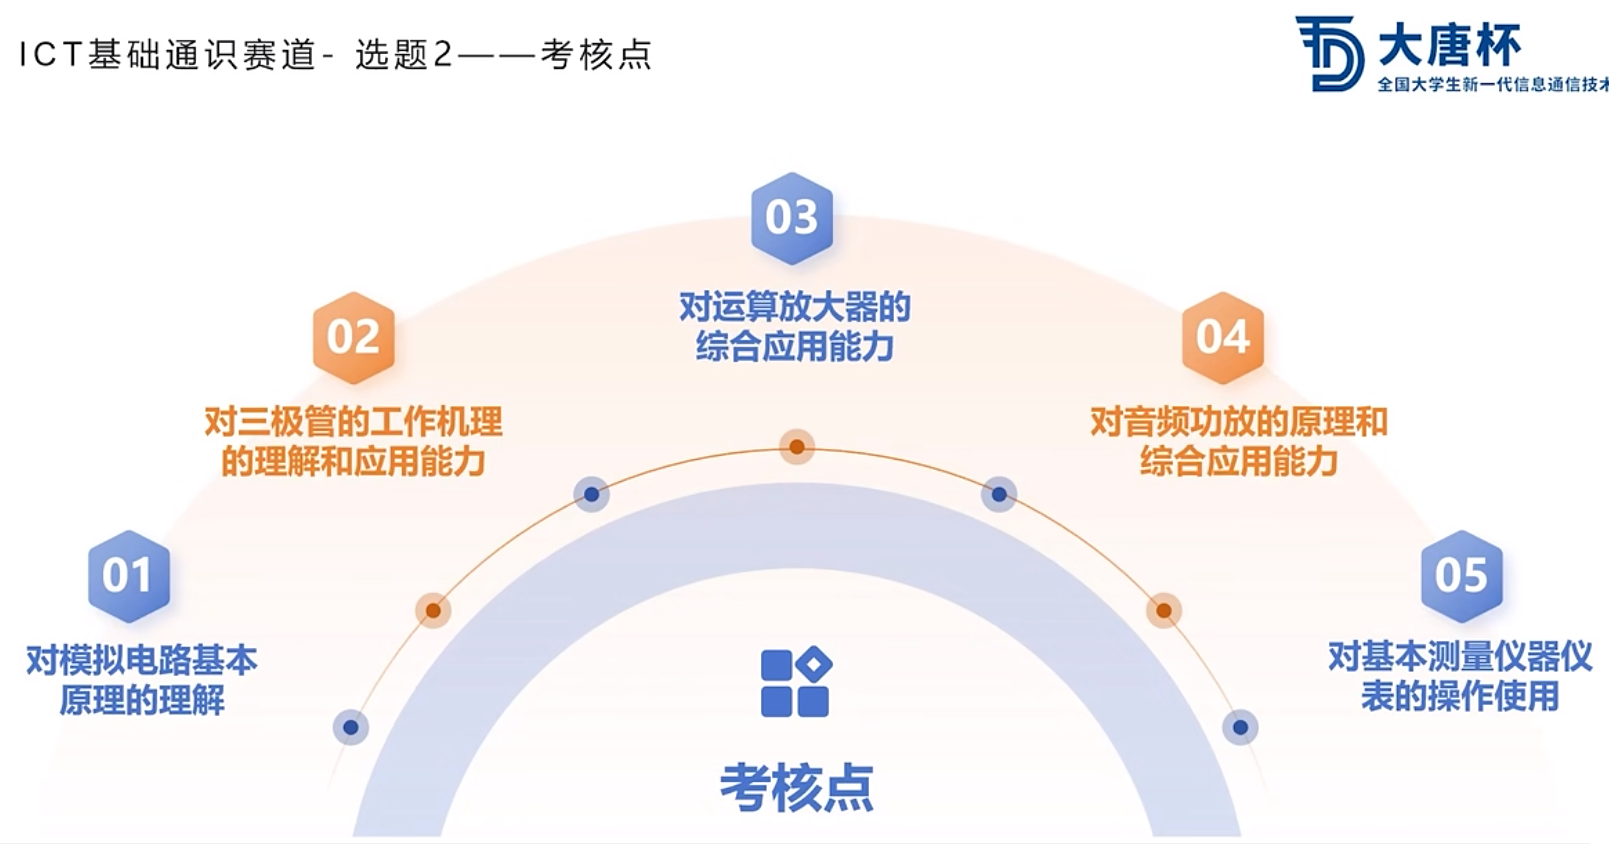 ICT基础通识赛道- 选题2——考核点
大唐杯
全国大学生新一代信息通信技术
03
对运算放大器的
综合应用能力
02
对三极管的工作机理
的理解和应用能力
04
对音频功放的原理和
综合应用能力
01
对模拟电路基本
原理的理解
05
对基本测量仪器仪
表的操作使用
考核点